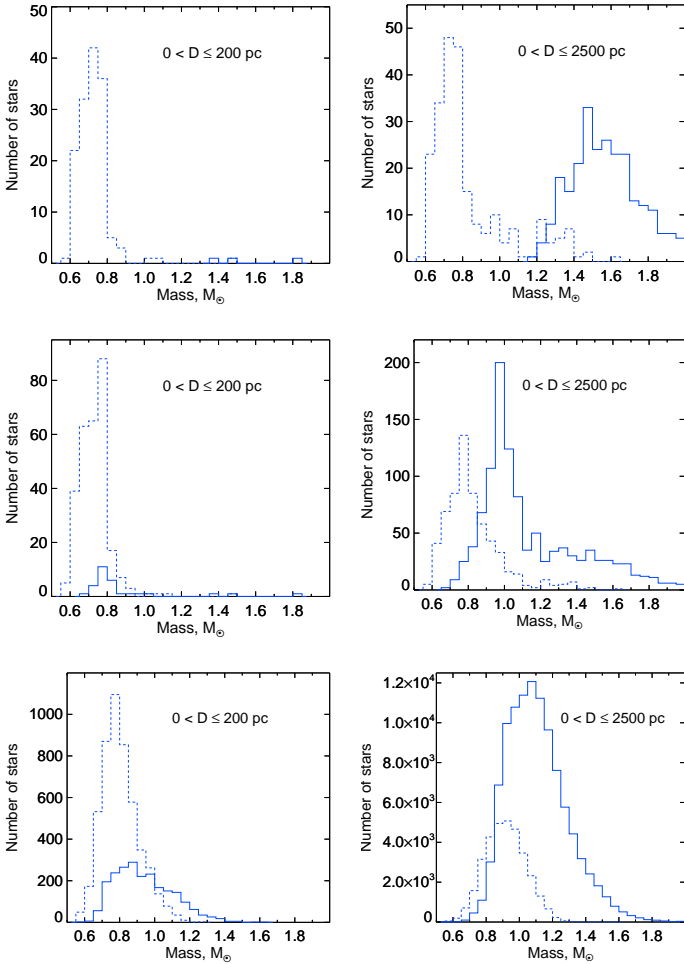 50
40
30
20
10
0
0.6 0.8 1.0 1.2 1.4 1.6 1.8
Number of stars
Mass, M⊙
0 < D ≤ 200 pc
50
40
30
20
10
0
0.6 0.8 1.0 1.2 1.4 1.6 1.8
Number of stars
Mass, M⊙
0 < D ≤ 2500 pc
80
60
40
20
0
0.6 0.8 1.0 1.2 1.4 1.6 1.8
Number of stars
Mass, M⊙
0 < D ≤ 200 pc
200
150
100
50
0
0.6 0.8 1.0 1.2 1.4 1.6 1.8
Number of stars
Mass, M⊙
0 < D ≤ 2500 pc
1000
800
600
400
200
0
0.6 0.8 1.0 1.2 1.4 1.6 1.8
Number of stars
Mass, M⊙
0 < D ≤ 200 pc
1.2×10⁴
1.0×10⁴
8.0×10³
6.0×10³
4.0×10³
2.0×10³
0
0.6 0.8 1.0 1.2 1.4 1.6 1.8
Number of stars
Mass, M⊙
0 < D ≤ 2500 pc